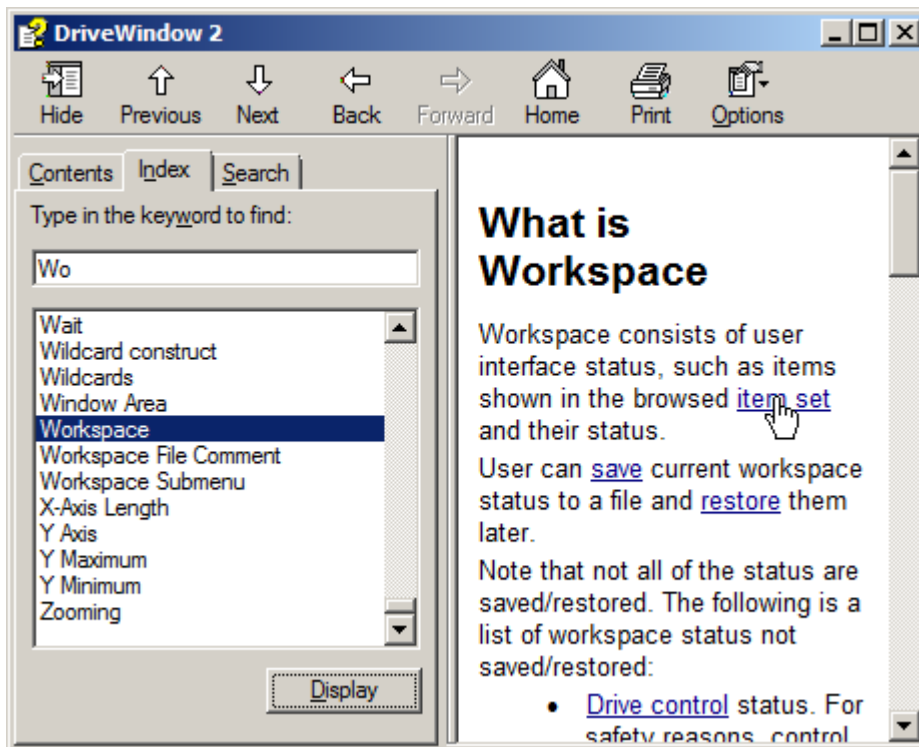 DriveWindow 2
Hide Previous Next Back Forward Home Print Options
Contents Index Search
Type in the keyword to find:
Wo
Wait
Wildcard construct
Wildcards
Window Area
Workspace
Workspace File Comment
Workspace Submenu
X-Axis Length
Y Axis
Y Maximum
Y Minimum
Zooming
Display
What is
Workspace
Workspace consists of user
interface status, such as items
shown in the browsed item set
and their status.
User can save current workspace
status to a file and restore them
later.
Note that not all of the status are
saved/restored. The following is a
list of workspace status not
saved/restored:
• Drive control status. For
safety reasons, control